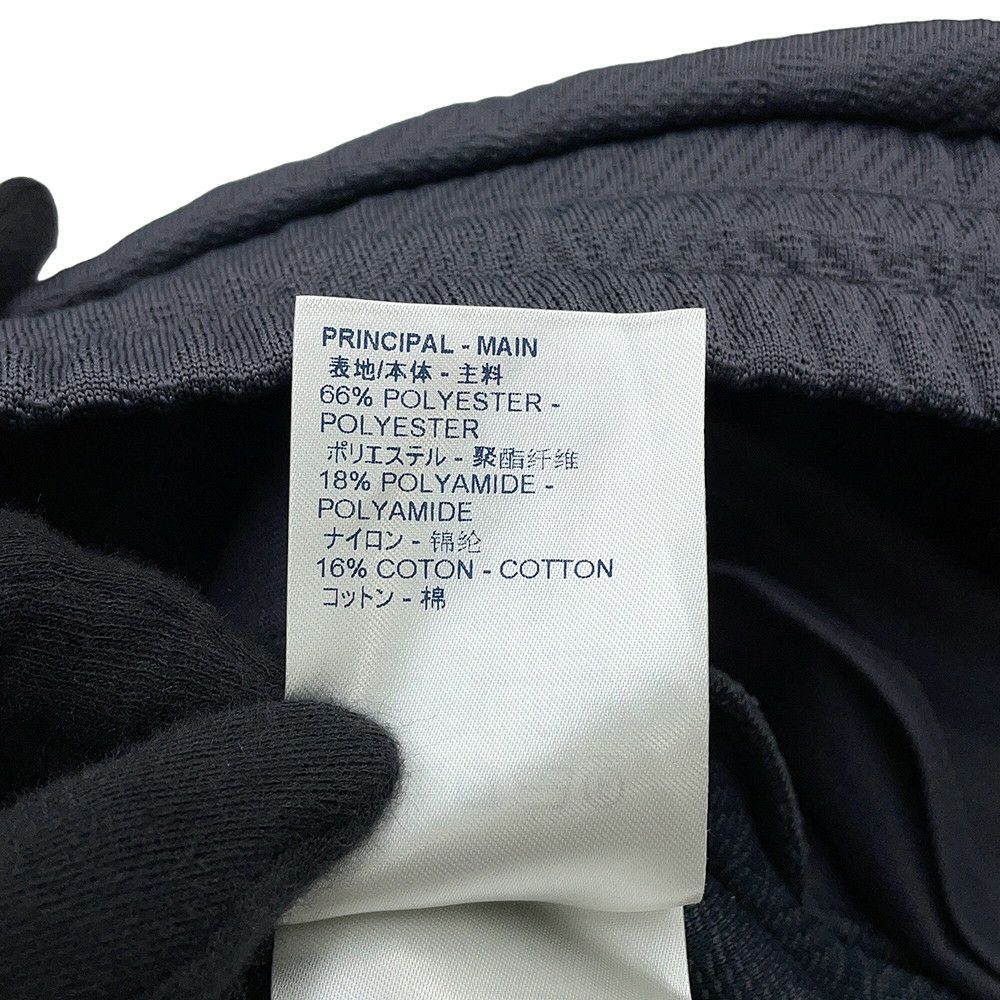 PRINCIPAL - MAIN
表地/本体 - 主料
66% POLYESTER -
POLYESTER
ポリエステル - 聚酯纤维
18% POLYAMIDE -
POLYAMIDE
ナイロン - 锦纶
16% COTON - COTTON
コットン - 棉